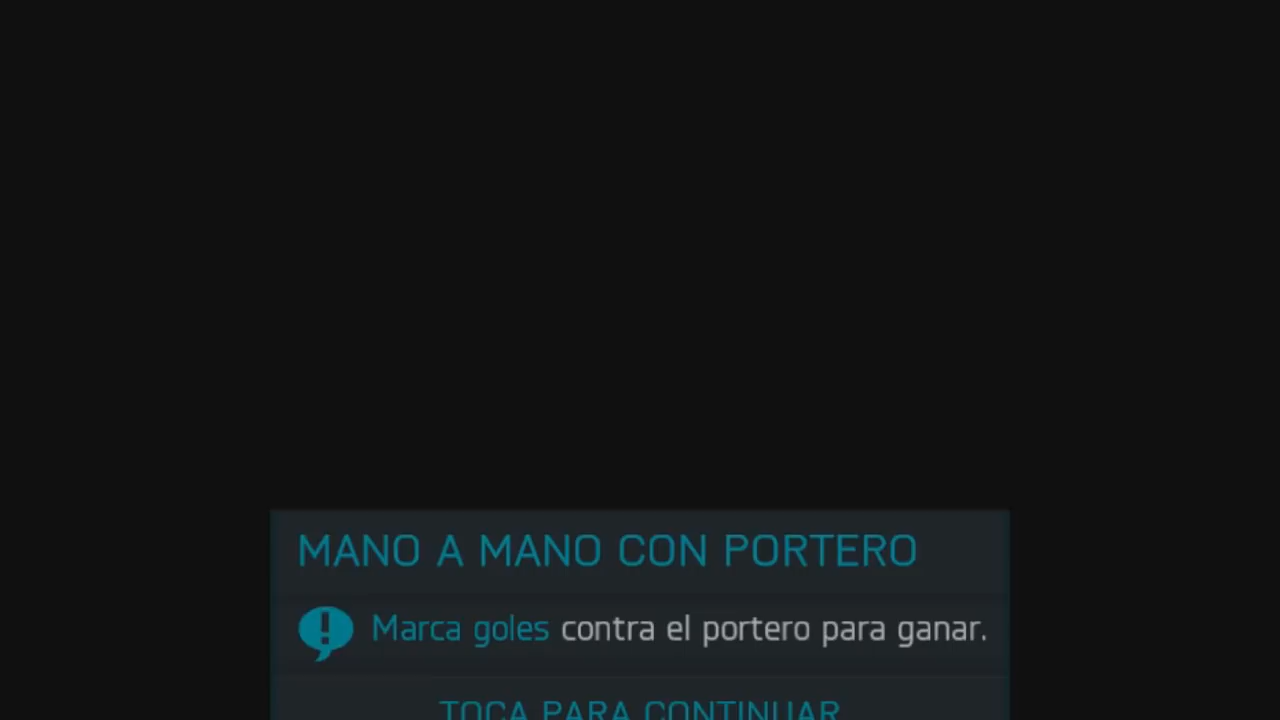 MANO A MANO CON PORTERO
Marca goles contra el portero para ganar.
TOCA PARA CONTINUAR